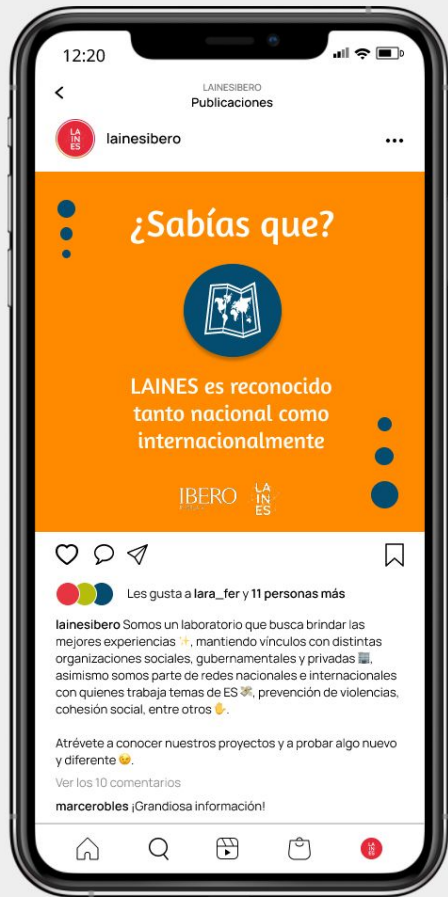 12:20
LAINESIBERO
Publicaciones
LA
IN
ES
lainesibero
¿Sabías que?
LAINES es reconocido
tanto nacional como
internacionalmente
IBERO
LA
IN
ES
Les gusta a lara_fer y 11 personas más
lainesibero Somos un laboratorio que busca brindar las
mejores experiencias ✨, mantiendo vínculos con distintas
organizaciones sociales, gubernamentales y privadas 🏢,
asimismo somos parte de redes nacionales e internacionales
con quienes trabaja temas de ES 💸, prevención de violencias,
cohesión social, entre otros ✋.
Atrévete a conocer nuestros proyectos y a probar algo nuevo
y diferente 😉.
Ver los 10 comentarios
marcerobles ¡Grandiosa información!
LA
IN
ES